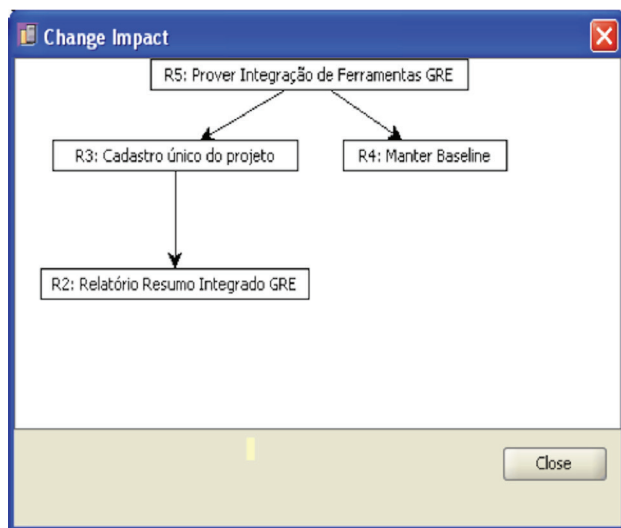 Change Impact
R5: Prover Integração de Ferramentas GRE
R3: Cadastro único do projeto
R4: Manter Baseline
R2: Relatório Resumo Integrado GRE
Close